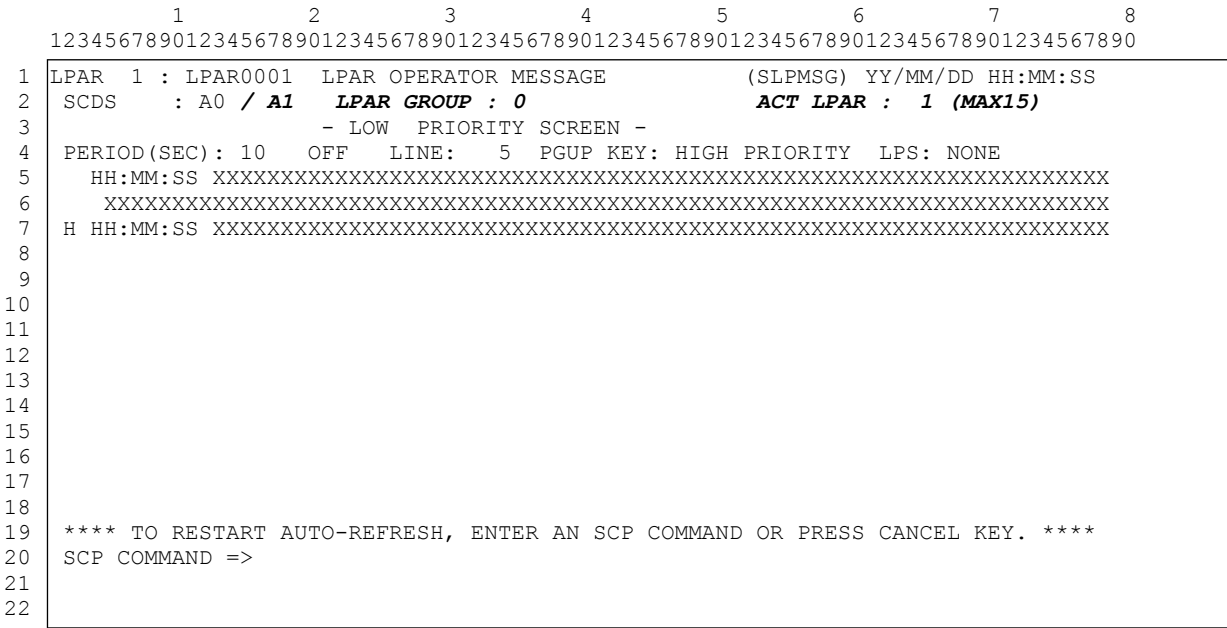 1         2         3         4         5         6         7         8
12345678901234567890123456789012345678901234567890123456789012345678901234567890
1 LPAR  1 : LPAR0001  LPAR OPERATOR MESSAGE          (SLPMSG) YY/MM/DD HH:MM:SS
2  SCDS    : A0 / A1   LPAR GROUP : 0                 ACT LPAR :  1 (MAX15)
3                     - LOW  PRIORITY SCREEN -
4  PERIOD(SEC): 10   OFF   LINE:   5  PGUP KEY: HIGH PRIORITY  LPS: NONE
5    HH:MM:SS XXXXXXXXXXXXXXXXXXXXXXXXXXXXXXXXXXXXXXXXXXXXXXXXXXXXXXXXXXXXXXXXXX
6     XXXXXXXXXXXXXXXXXXXXXXXXXXXXXXXXXXXXXXXXXXXXXXXXXXXXXXXXXXXXXXXXXXXXXXXXXX
7  H HH:MM:SS XXXXXXXXXXXXXXXXXXXXXXXXXXXXXXXXXXXXXXXXXXXXXXXXXXXXXXXXXXXXXXXXXX
8
9
10
11
12
13
14
15
16
17
18
19  **** TO RESTART AUTO-REFRESH, ENTER AN SCP COMMAND OR PRESS CANCEL KEY. ****
20  SCP COMMAND =>
21
22